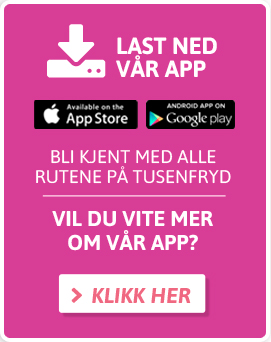 LAST NED
VÅR APP
Available on the
App Store
ANDROID APP ON
Google play
BLI KJENT MED ALLE
RUTENE PÅ TUSENFRYD
VIL DU VITE MER
OM VÅR APP?
> KLIKK HER